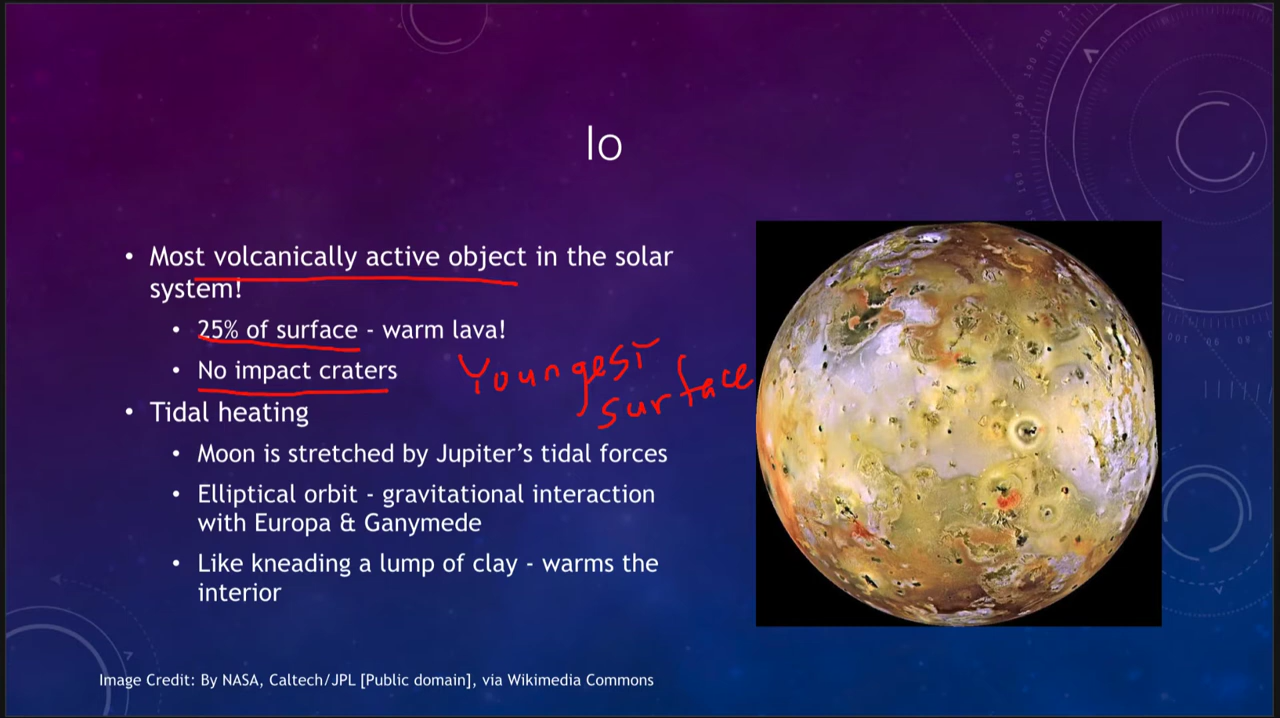 Io
• Most volcanically active object in the solar
system!
• 25% of surface - warm lava!
• No impact craters
Youngest
surface
• Tidal heating
• Moon is stretched by Jupiter's tidal forces
• Elliptical orbit - gravitational interaction
with Europa & Ganymede
• Like kneading a lump of clay - warms the
interior
Image Credit: By NASA, Caltech/JPL [Public domain], via Wikimedia Commons